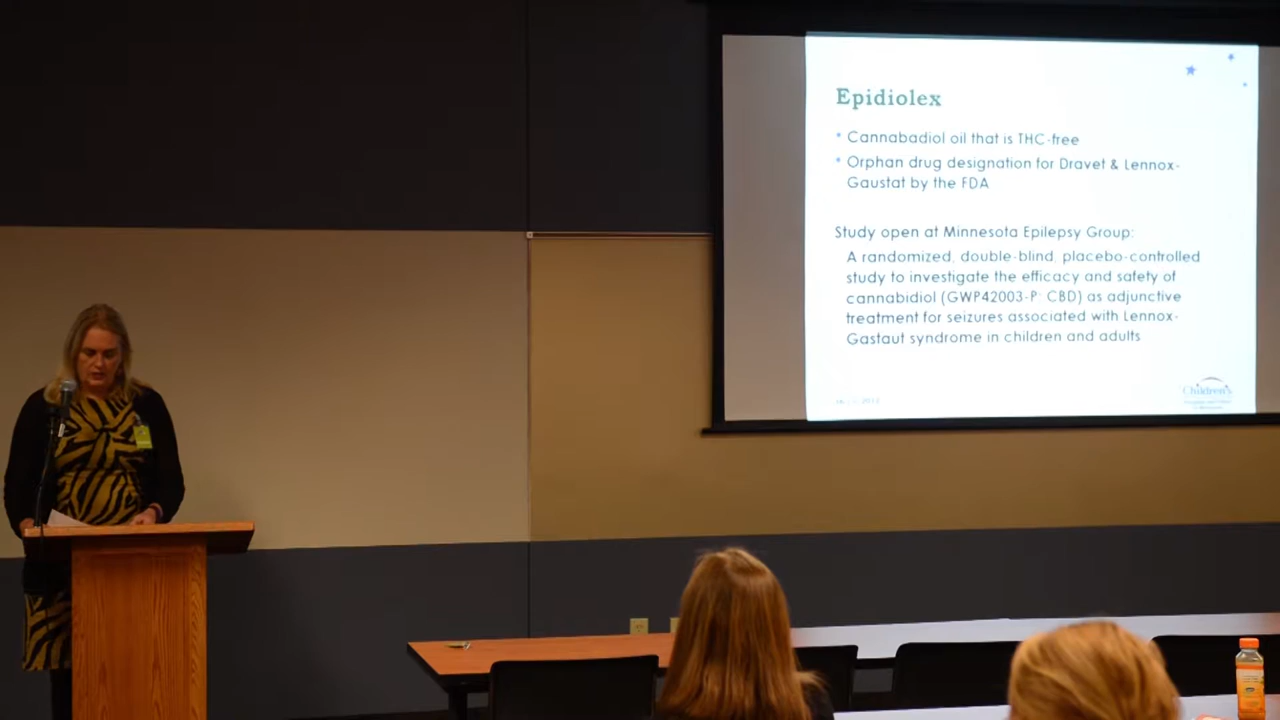 Epidiolex
* Cannabadiol oil that is THC-free
* Orphan drug designation for Dravet & Lennox-
Gaustat by the FDA
Study open at Minnesota Epilepsy Group:
A randomized, double-blind, placebo-controlled
study to investigate the efficacy and safety of
cannabidiol (GWP42003-P; CBD) as adjunctive
treatment for seizures associated with Lennox-
Gastaut syndrome in children and adults
Children's